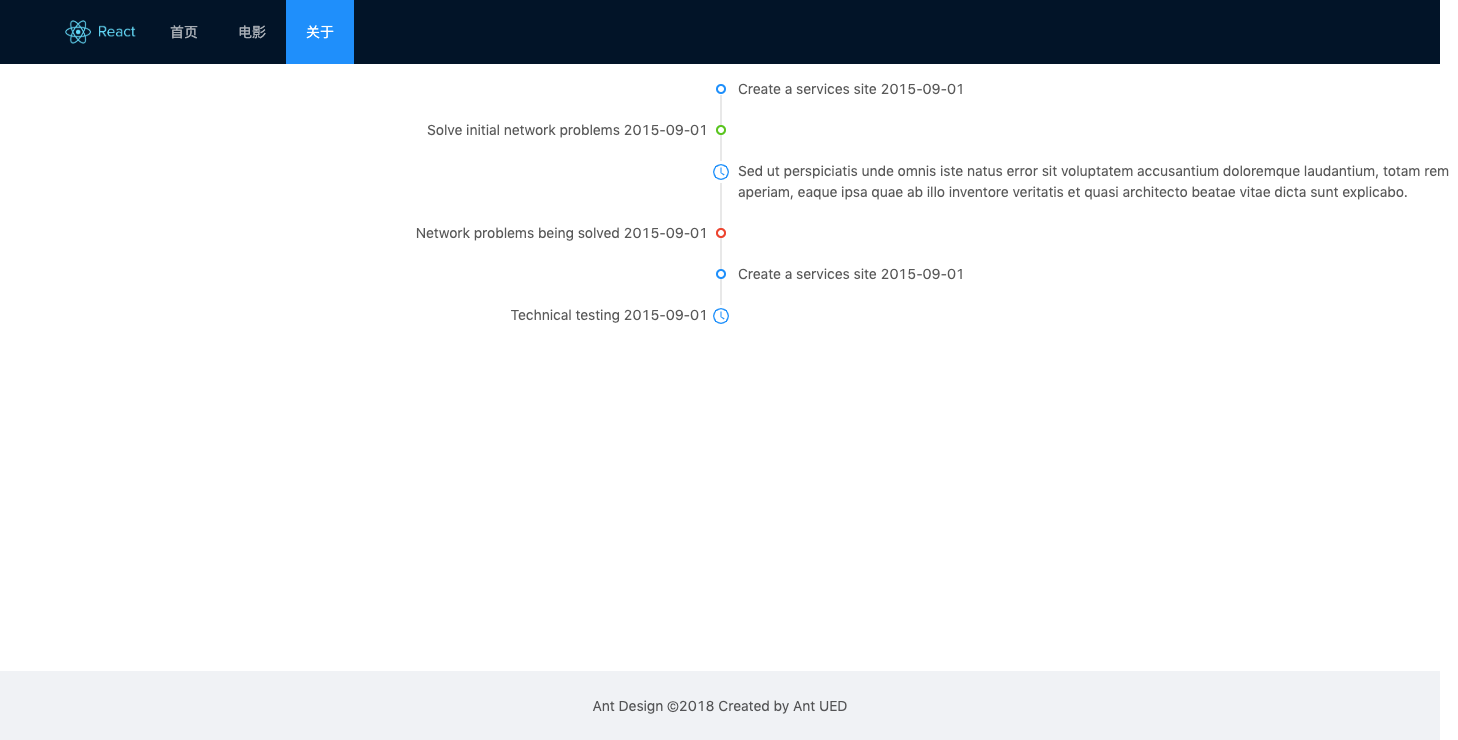 React 首页 电影 关于
Create a services site 2015-09-01
Solve initial network problems 2015-09-01
Sed ut perspiciatis unde omnis iste natus error sit voluptatem accusantium doloremque laudantium, totam rem
aperiam, eaque ipsa quae ab illo inventore veritatis et quasi architecto beatae vitae dicta sunt explicabo.
Network problems being solved 2015-09-01
Create a services site 2015-09-01
Technical testing 2015-09-01
Ant Design ©2018 Created by Ant UED